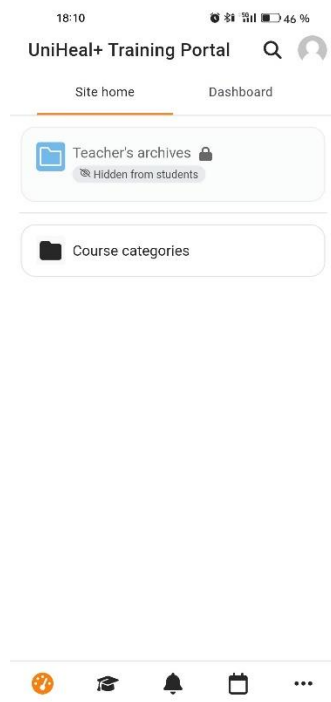 18:10
46 %
UniHeal+ Training Portal
Site home
Dashboard
Teacher's archives
Hidden from students
Course categories